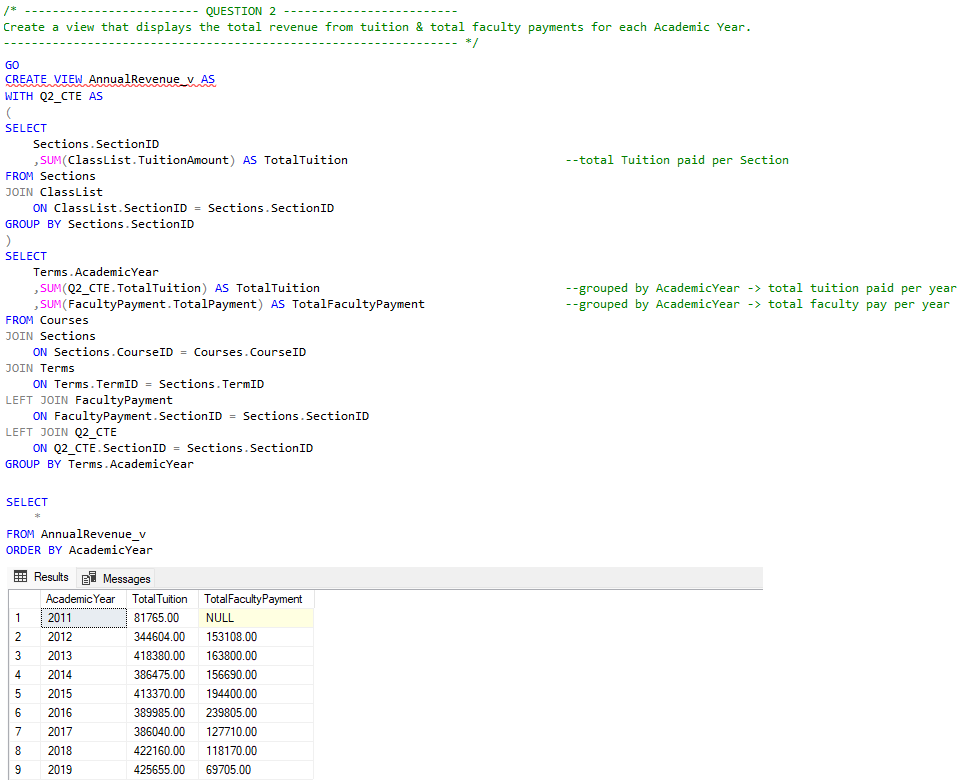 /* ------------------------- QUESTION 2 -------------------------
Create a view that displays the total revenue from tuition & total faculty payments for each Academic Year.
----------------------------------------------------------------- */
GO
CREATE VIEW AnnualRevenue_v AS
WITH Q2_CTE AS
(
SELECT
Sections.SectionID
,SUM(ClassList.TuitionAmount) AS TotalTuition --total Tuition paid per Section
FROM Sections
JOIN ClassList
ON ClassList.SectionID = Sections.SectionID
GROUP BY Sections.SectionID
)
SELECT
Terms.AcademicYear
,SUM(Q2_CTE.TotalTuition) AS TotalTuition --grouped by AcademicYear -> total tuition paid per year
,SUM(FacultyPayment.TotalPayment) AS TotalFacultyPayment --grouped by AcademicYear -> total faculty pay per year
FROM Courses
JOIN Sections
ON Sections.CourseID = Courses.CourseID
JOIN Terms
ON Terms.TermID = Sections.TermID
LEFT JOIN FacultyPayment
ON FacultyPayment.SectionID = Sections.SectionID
LEFT JOIN Q2_CTE
ON Q2_CTE.SectionID = Sections.SectionID
GROUP BY Terms.AcademicYear
SELECT
*
FROM AnnualRevenue_v
ORDER BY AcademicYear
Results Messages
AcademicYear TotalTuition TotalFacultyPayment
1 2011 81765.00 NULL
2 2012 344604.00 153108.00
3 2013 418380.00 163800.00
4 2014 386475.00 156690.00
5 2015 413370.00 194400.00
6 2016 389985.00 239805.00
7 2017 386040.00 127710.00
8 2018 422160.00 118170.00
9 2019 425655.00 69705.00